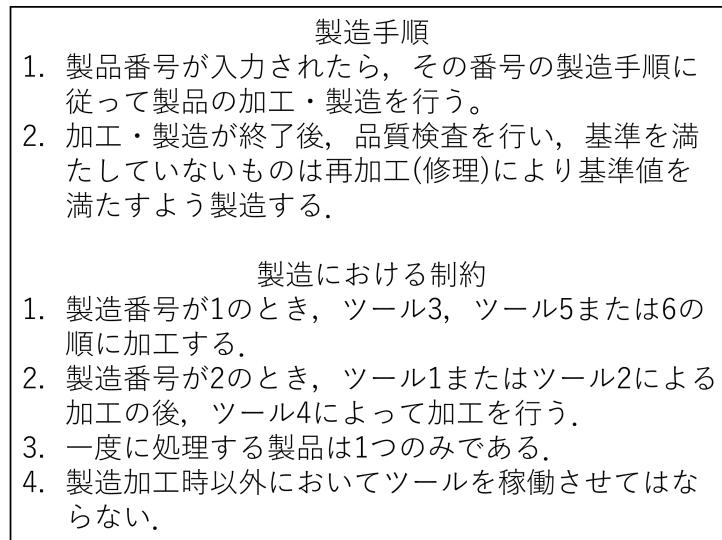 製造手順
1. 製品番号が入力されたら，その番号の製造手順に
従って製品の加工・製造を行う。
2. 加工・製造が終了後，品質検査を行い，基準を満
たしていないものは再加工(修理)により基準値を
満たすよう製造する.
製造における制約
1. 製造番号が1のとき，ツール3，ツール5または6の
順に加工する.
2. 製造番号が2のとき，ツール1またはツール2による
加工の後，ツール4によって加工を行う.
3. 一度に処理する製品は1つのみである.
4. 製造加工時以外においてツールを稼働させてはな
らない.